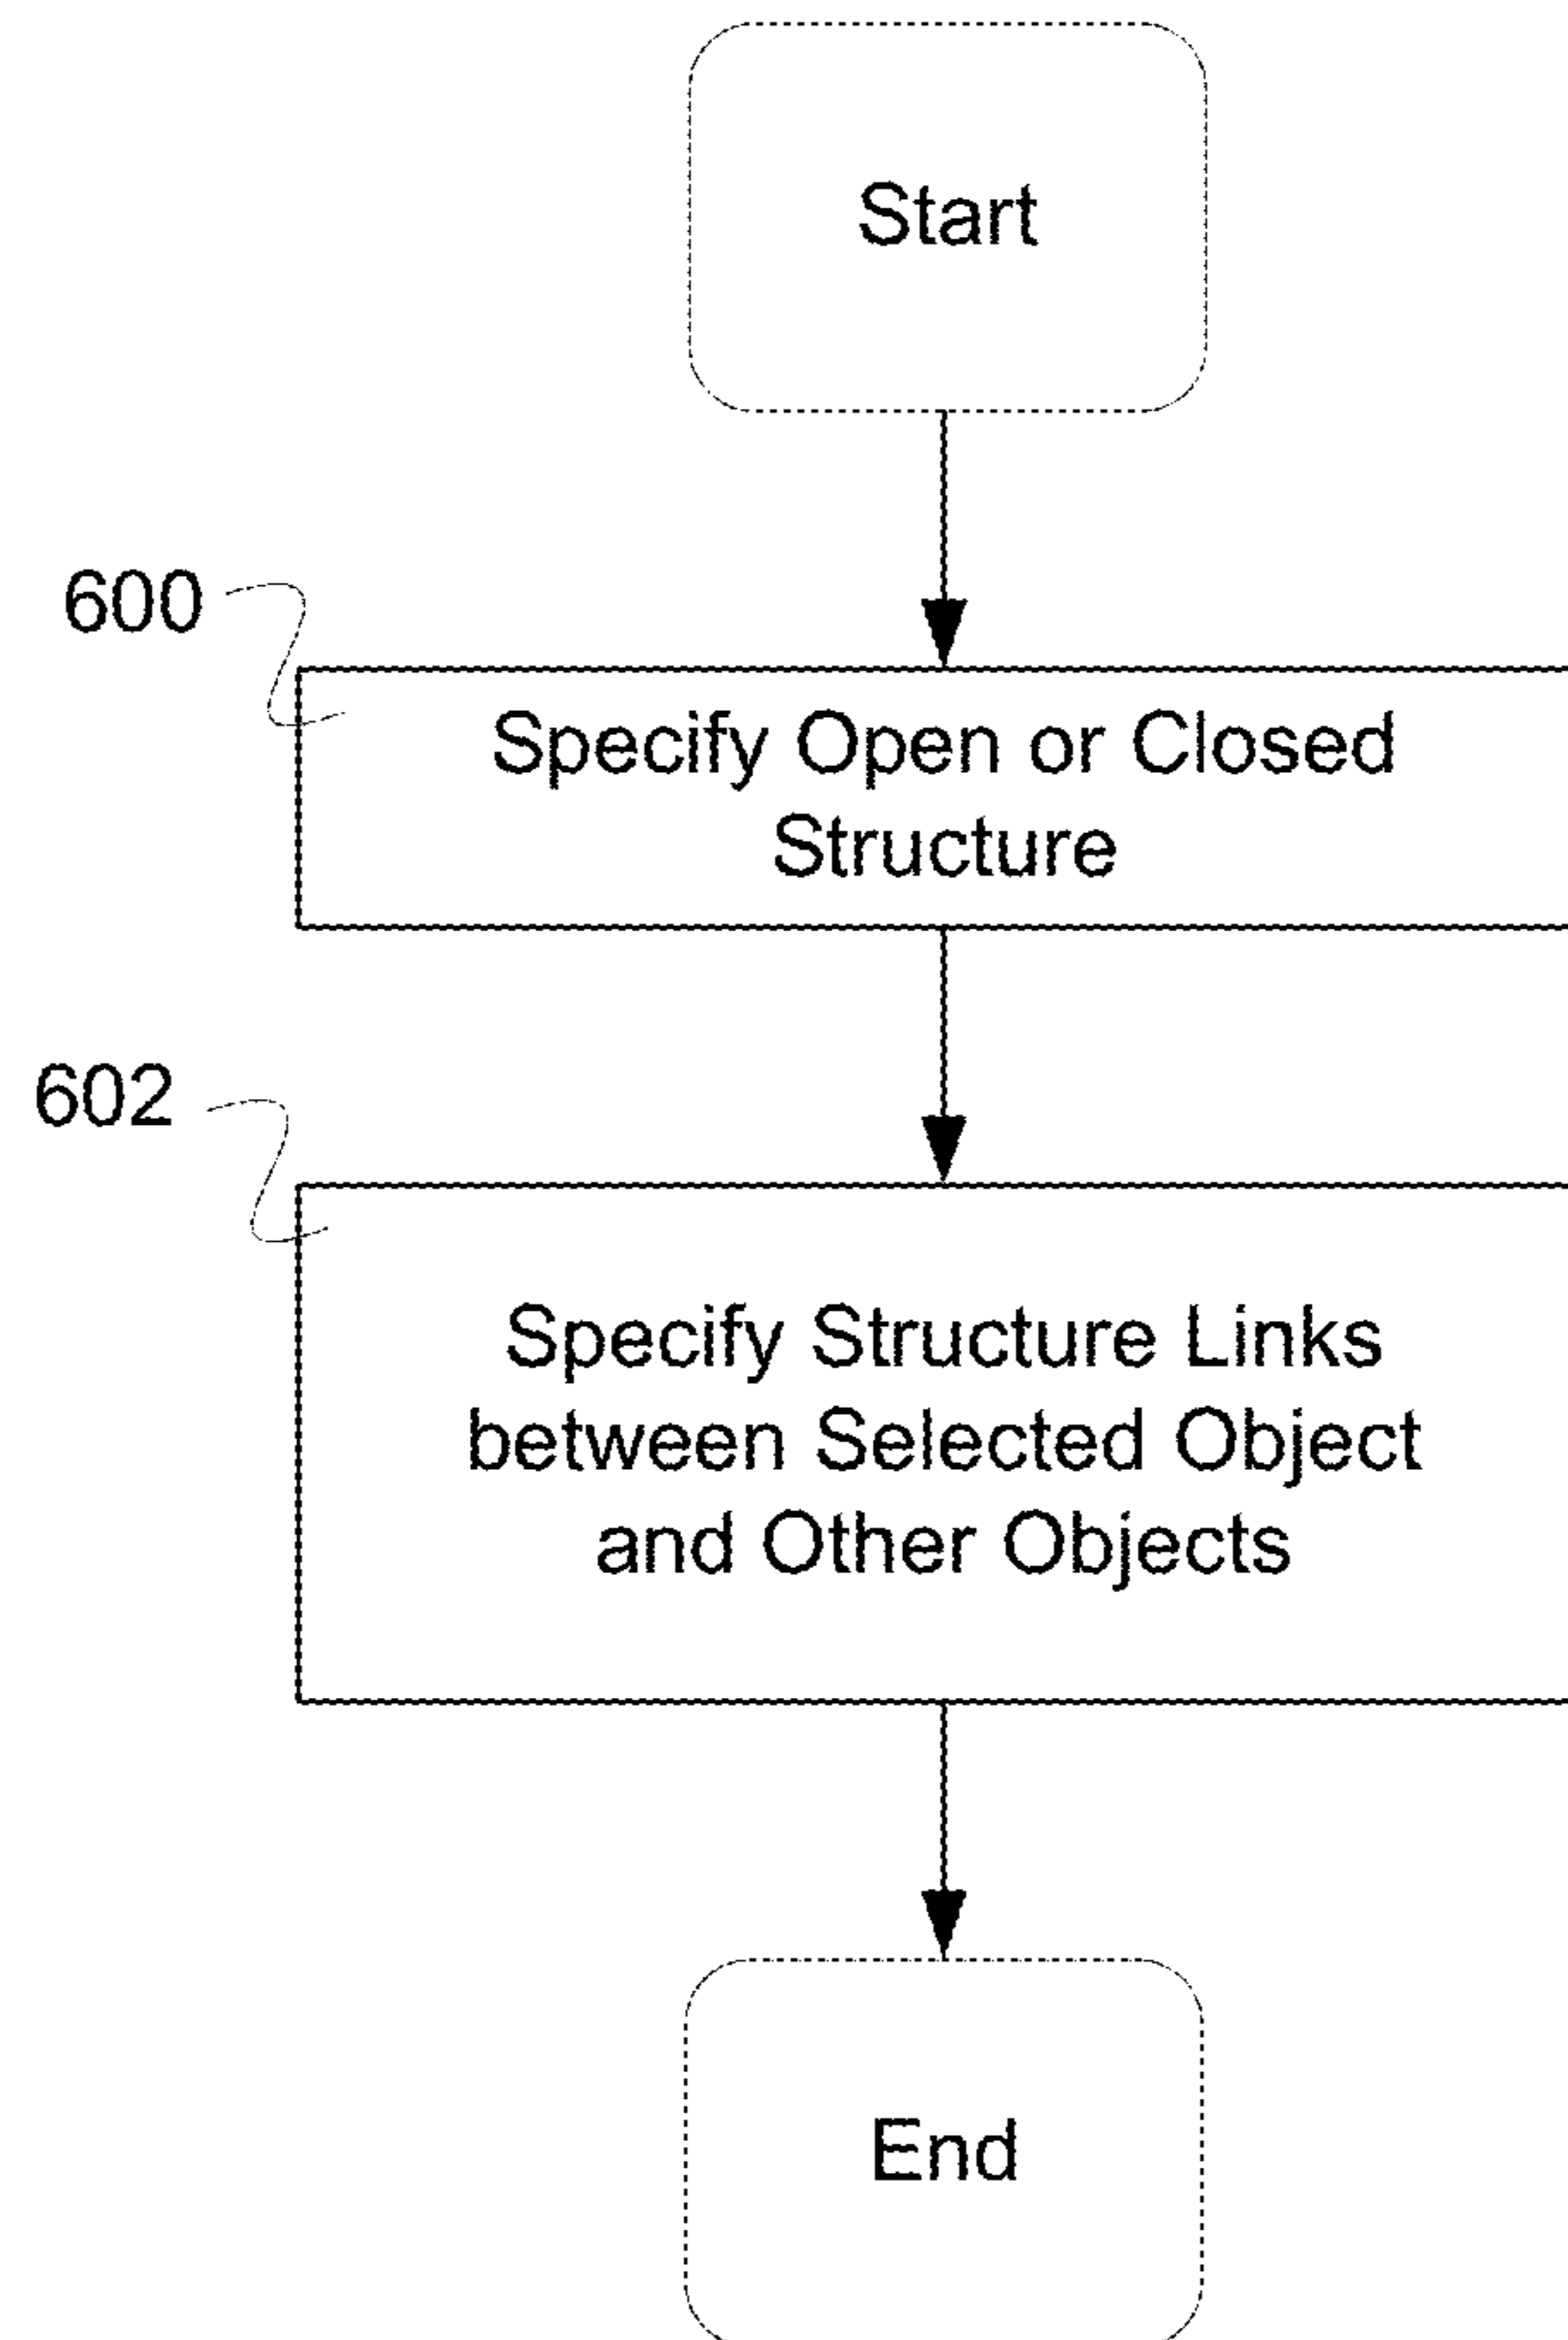 Start
600
Specify Open or Closed
Structure
602
Specify Structure Links
between Selected Object
and Other Objects
End